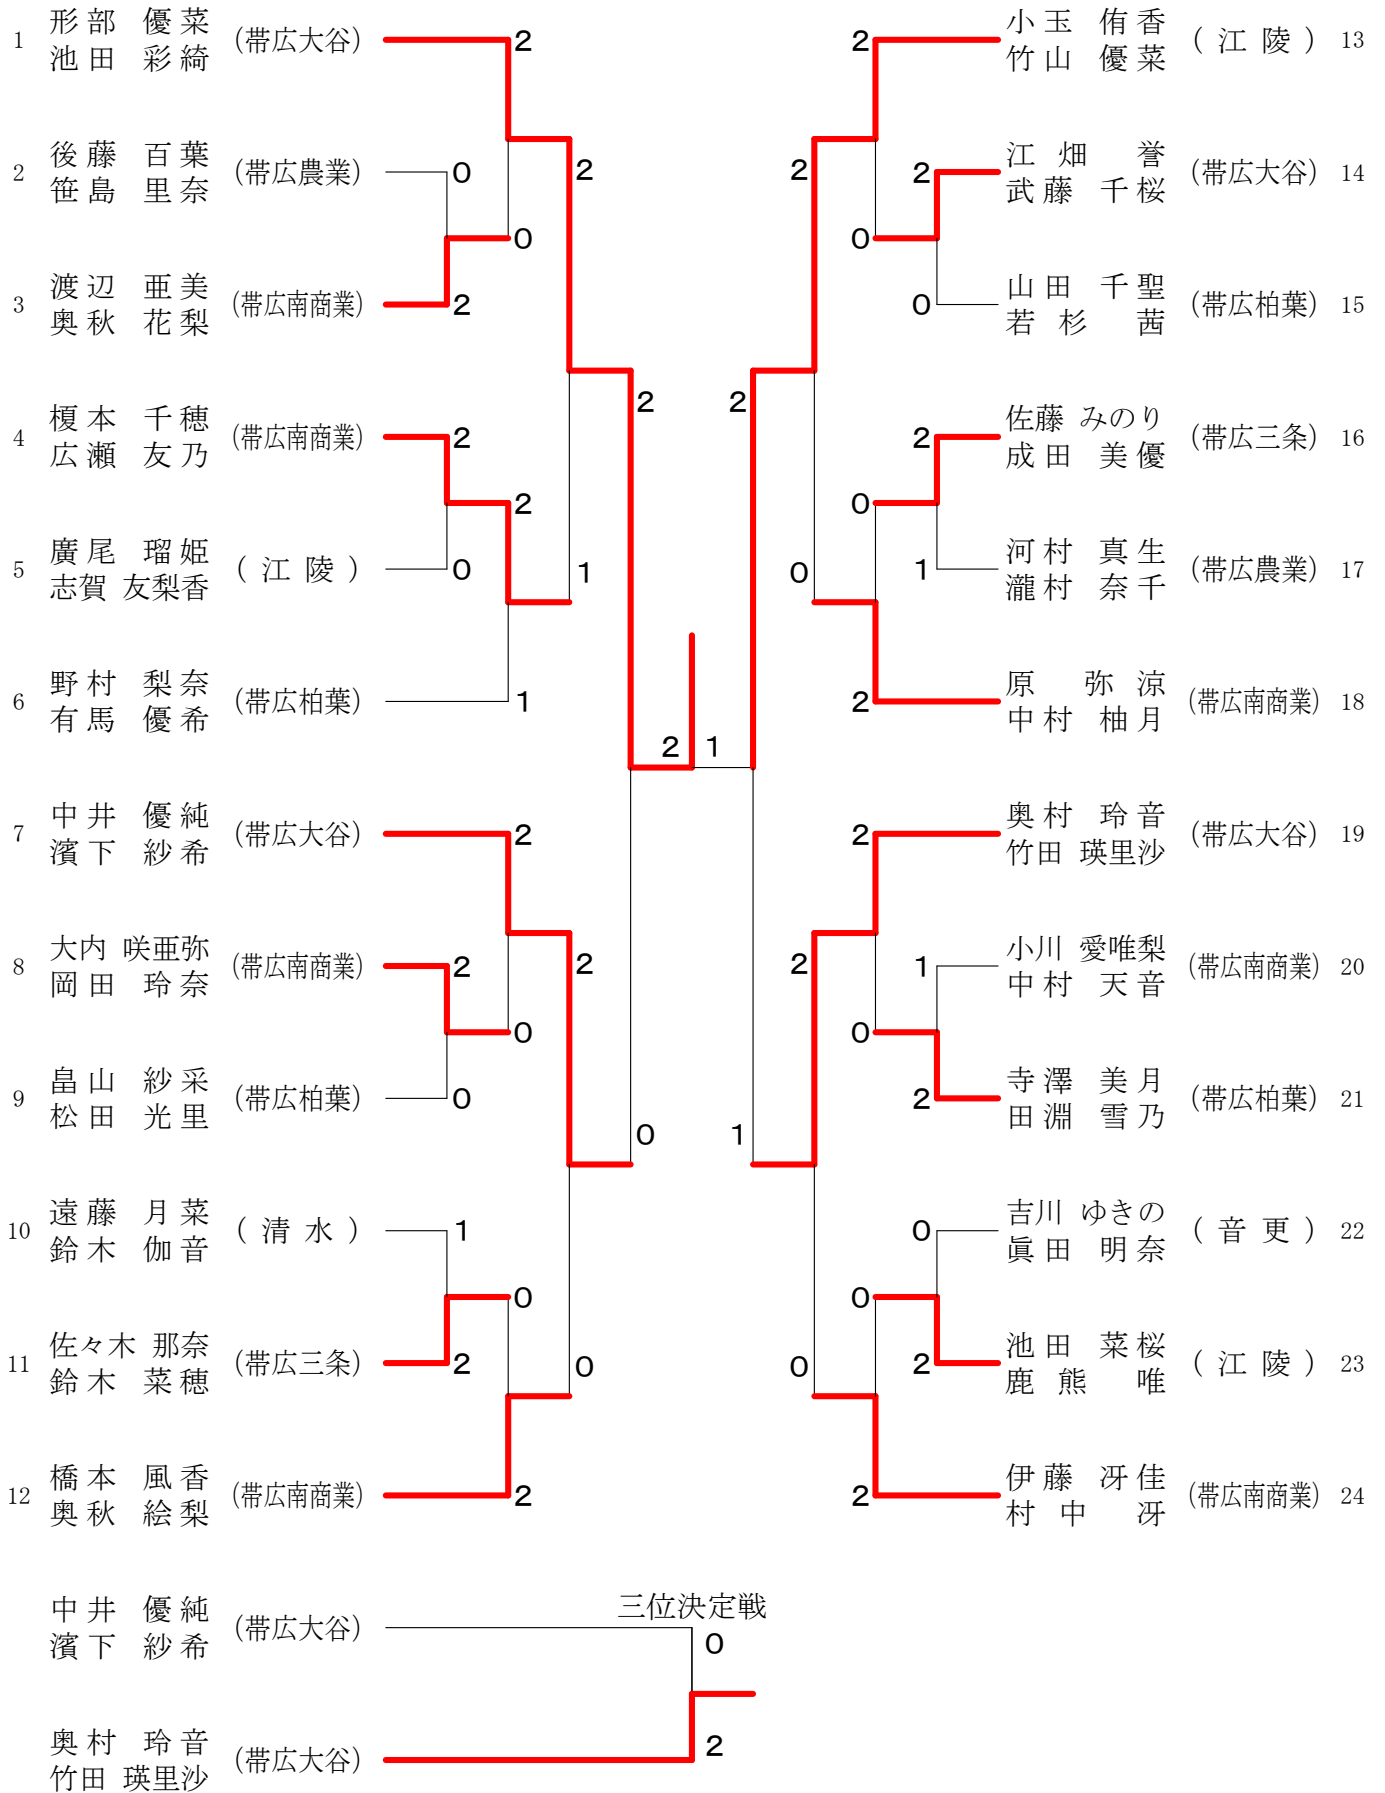 1 形部 優菜 (帯広大谷) 2
池田 彩綺
2 後藤 百葉 (帯広農業) 0
笹島 里奈
0
3 渡辺 亜美 (帯広南商業) 2
奥秋 花梨
2
4 榎本 千穂 (帯広南商業) 2
広瀬 友乃
2
5 廣尾 瑠姫 (江陵) 0
志賀 友梨香
1
6 野村 梨奈 (帯広柏葉) 1
有馬 優希
2
7 中井 優純 (帯広大谷) 2
濱下 紗希
8 大内 咲亜弥 (帯広南商業) 2
岡田 玲奈
2
0
9 畠山 紗采 (帯広柏葉) 0
松田 光里
0
10 遠藤 月菜 (清水) 1
鈴木 伽音
0
11 佐々木 那奈 (帯広三条) 2
鈴木 菜穂
0
12 橋本 風香 (帯広南商業) 2
奥秋 絵梨
2 1
2 小玉 侑香 (江陵) 13
竹山 優菜
2
2 江畑 誉 (帯広大谷) 14
武藤 千桜
0
0 山田 千聖 (帯広柏葉) 15
若杉 茜
2
2 佐藤 みのり (帯広三条) 16
成田 美優
0
1 河村 真生 (帯広農業) 17
瀧村 奈千
0
2 原 弥涼 (帯広南商業) 18
中村 柚月
2 奥村 玲音 (帯広大谷) 19
竹田 瑛里沙
2
1 小川 愛唯梨 (帯広南商業) 20
中村 天音
0
2 寺澤 美月 (帯広柏葉) 21
田淵 雪乃
1
0 吉川 ゆきの (音更) 22
眞田 明奈
0
2 池田 菜桜 (江陵) 23
鹿熊 唯
0
2 伊藤 冴佳 (帯広南商業) 24
村中 冴
三位決定戦
中井 優純 (帯広大谷) 0
濱下 紗希
奥村 玲音 (帯広大谷) 2
竹田 瑛里沙